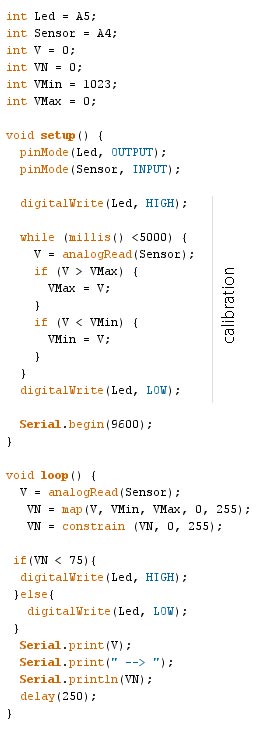 int Led = A5;
int Sensor = A4;
int V = 0;
int VN = 0;
int VMin = 1023;
int VMax = 0;

void setup() {
  pinMode(Led, OUTPUT);
  pinMode(Sensor, INPUT);

  digitalWrite(Led, HIGH);

  while (millis() <5000) {
    V = analogRead(Sensor);
    if (V > VMax) {
      VMax = V;
    }
    if (V < VMin) {
      VMin = V;
    }
  }
  digitalWrite(Led, LOW);

  Serial.begin(9600);
}
calibration

void loop() {
  V = analogRead(Sensor);
   VN = map(V, VMin, VMax, 0, 255);
   VN = constrain (VN, 0, 255);

 if(VN < 75){
  digitalWrite(Led, HIGH);
 }else{
   digitalWrite(Led, LOW);
 }
  Serial.print(V);
  Serial.print(" --> ");
  Serial.println(VN);
  delay(250);
}